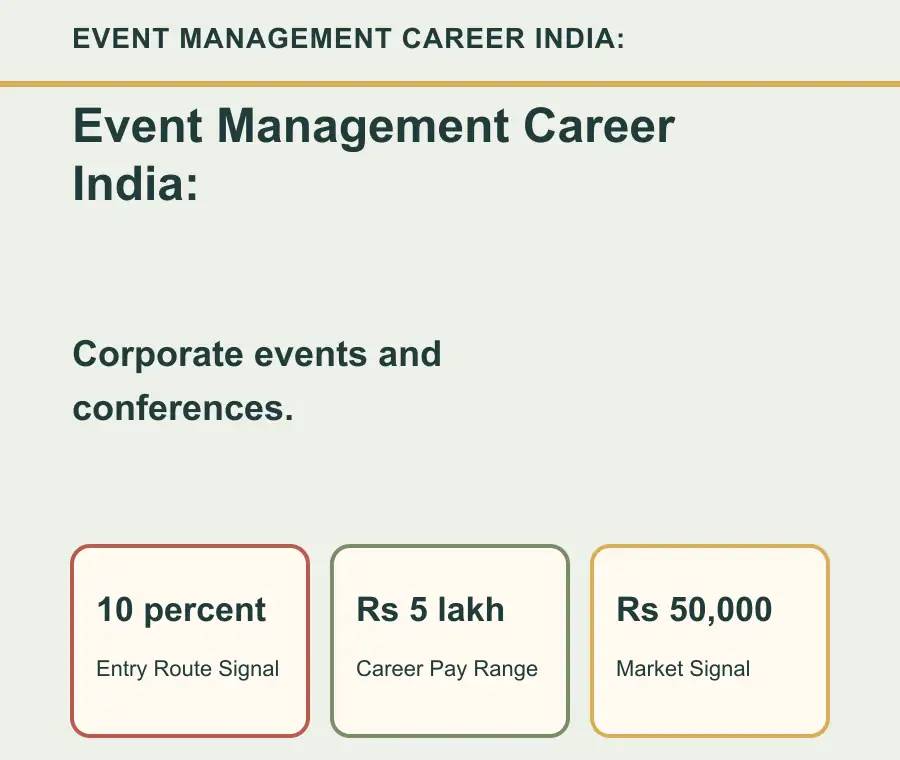 EVENT MANAGEMENT CAREER INDIA:
Event Management Career
India:
Corporate events and
conferences.
10 percent
Entry Route Signal
Rs 5 lakh
Career Pay Range
Rs 50,000
Market Signal